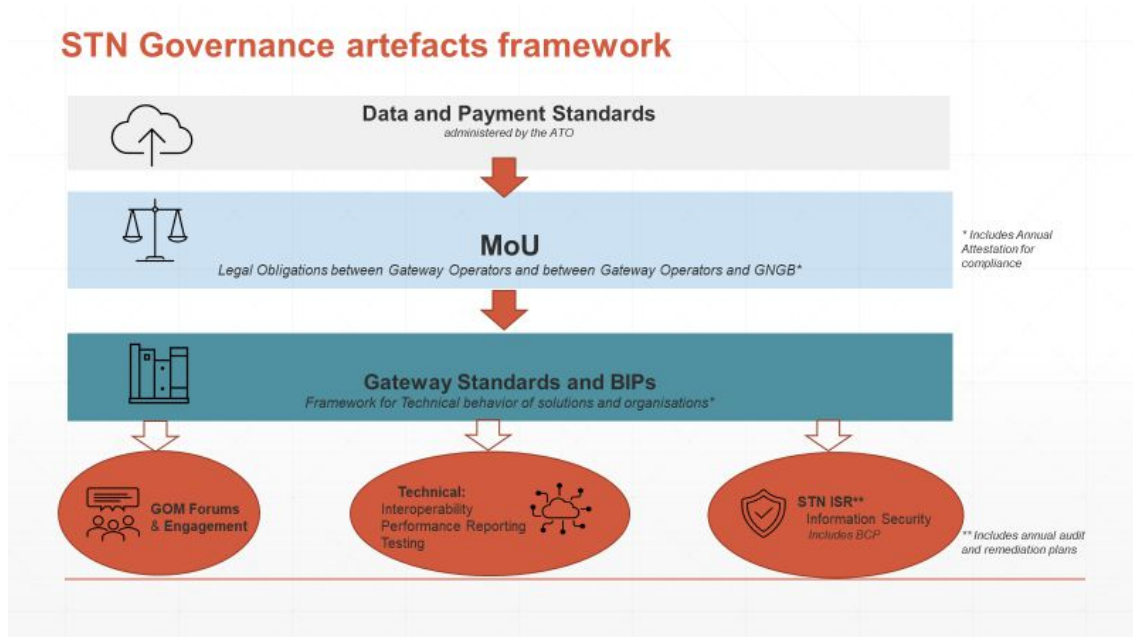 STN Governance artefacts framework
Data and Payment Standards
administered by the ATO
MoU
Legal Obligations between Gateway Operators and between Gateway Operators and GNGB*
* Includes Annual
Attestation for
compliance
Gateway Standards and BIPs
Framework for Technical behavior of solutions and organisations*
GOM Forums
& Engagement
Technical:
Interoperability
Performance Reporting
Testing
STN ISR**
Information Security
Includes BCP
** Includes annual audit
and remediation plans